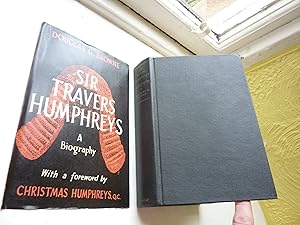 DOUGLAS G. BROWNE
SIR
TRAVERS
HUMPHREYS
A
Biography
With a foreword by
CHRISTMAS HUMPHREYS, Q.C.